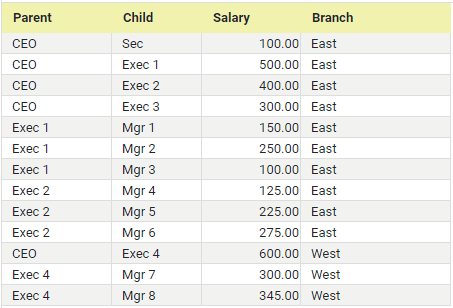 Parent Child Salary Branch
CEO Sec 100.00 East
CEO Exec 1 500.00 East
CEO Exec 2 400.00 East
CEO Exec 3 300.00 East
Exec 1 Mgr 1 150.00 East
Exec 1 Mgr 2 250.00 East
Exec 1 Mgr 3 100.00 East
Exec 2 Mgr 4 125.00 East
Exec 2 Mgr 5 225.00 East
Exec 2 Mgr 6 275.00 East
CEO Exec 4 600.00 West
Exec 4 Mgr 7 300.00 West
Exec 4 Mgr 8 345.00 West